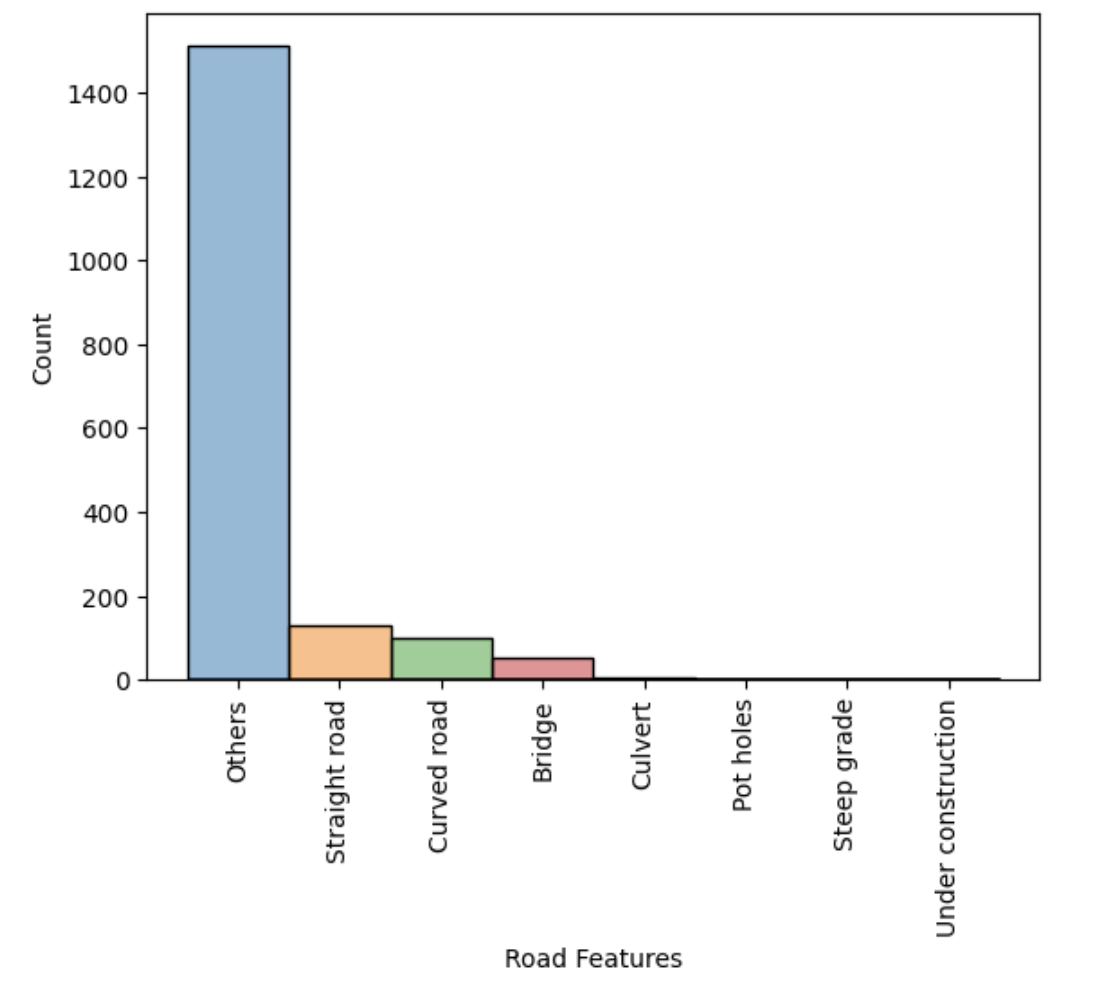 1400
1200
1000
800
600
400
200
0
Count
Others
Straight road
Curved road
Bridge
Culvert
Pot holes
Steep grade
Under construction
Road Features